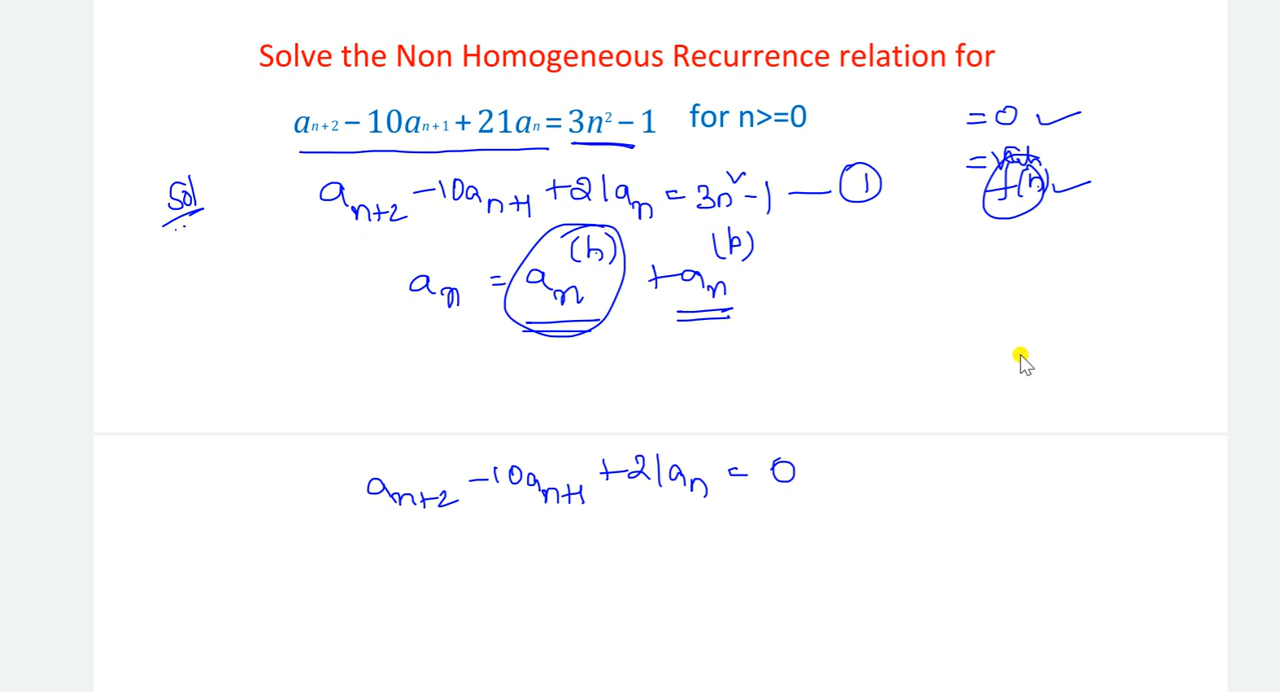 Solve the Non Homogeneous Recurrence relation for
aₙ₊₂ − 10aₙ₊₁ + 21aₙ = 3n² − 1 for n>=0
= 0 ✓
= f(n) ✓
Sol
aₙ₊₂ − 10aₙ₊₁ + 21aₙ = 3n² − 1 — ①
aₙ = aₙ⁽ʰ⁾ + aₙ⁽ᵖ⁾
aₙ₊₂ − 10aₙ₊₁ + 21aₙ = 0